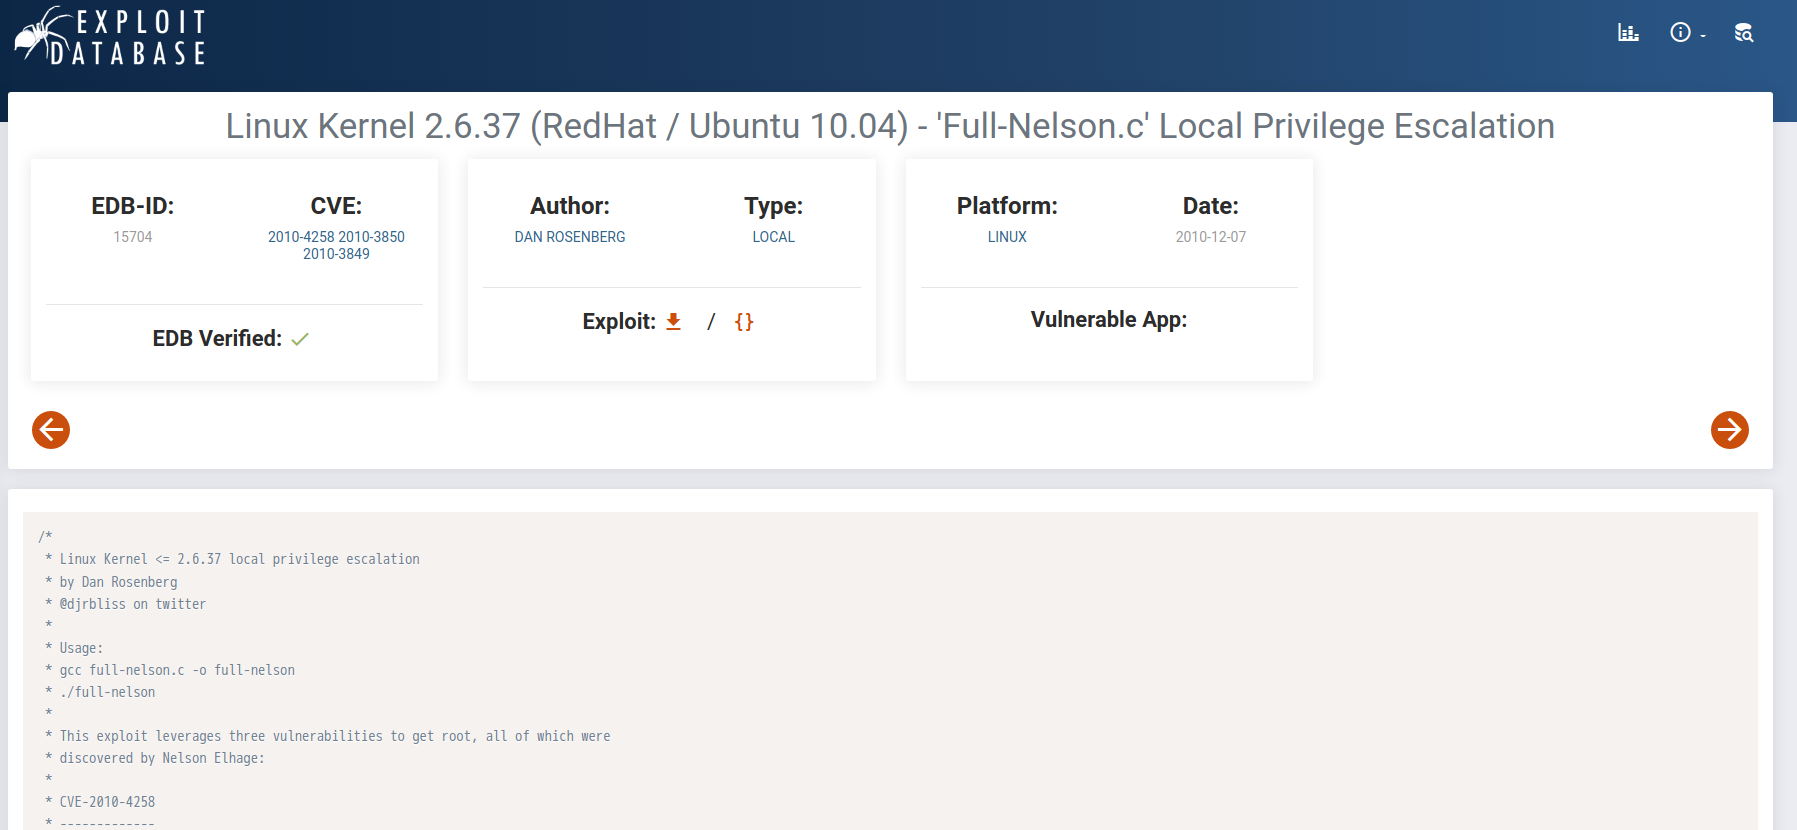 EXPLOIT
DATABASE
Linux Kernel 2.6.37 (RedHat / Ubuntu 10.04) - 'Full-Nelson.c' Local Privilege Escalation
EDB-ID:
15704
CVE:
2010-4258 2010-3850
2010-3849
EDB Verified:
Author:
DAN ROSENBERG
Type:
LOCAL
Exploit: / {}
Platform:
LINUX
Date:
2010-12-07
Vulnerable App:
/*
* Linux Kernel <= 2.6.37 local privilege escalation
* by Dan Rosenberg
* @djrbliss on twitter
*
* Usage:
* gcc full-nelson.c -o full-nelson
* ./full-nelson
*
* This exploit leverages three vulnerabilities to get root, all of which were
* discovered by Nelson Elhage:
*
* CVE-2010-4258
* -------------